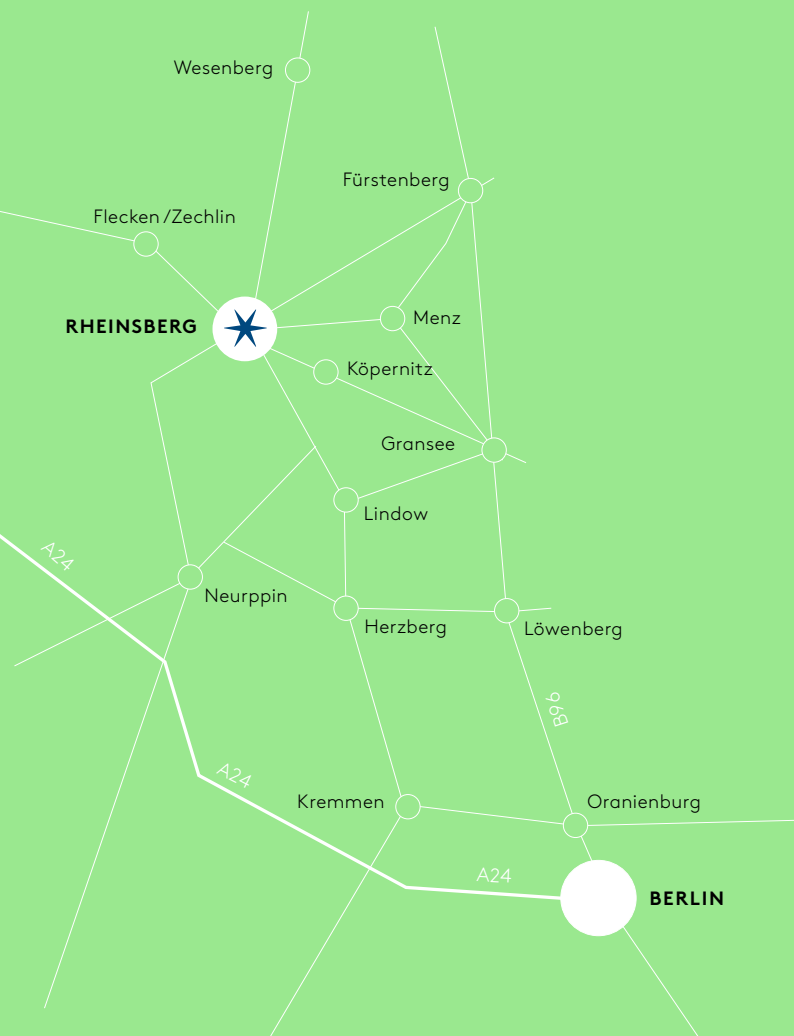 Wesenberg
Fürstenberg
Flecken/Zechlin
RHEINSBERG
Menz
Köpernitz
Gransee
Lindow
A24
Neurppin
Herzberg
Löwenberg
B96
A24
Kremmen
Oranienburg
A24
BERLIN